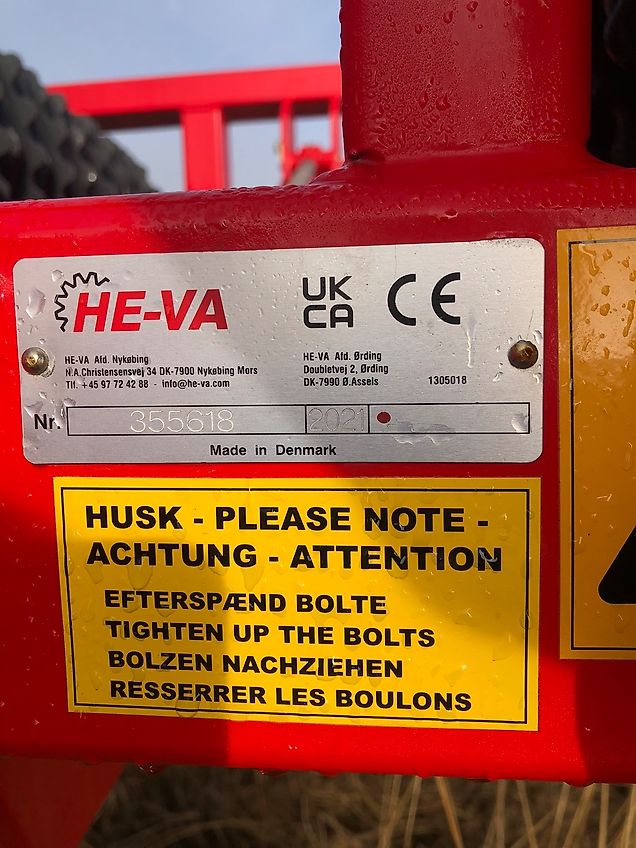 HE-VA
UK
CA
CE
HE-VA Afd. Nykøbing
N.A.Christensensvej 34 DK-7900 Nykøbing Mors
Tlf. +45 97 72 42 88 - info@he-va.com
HE-VA Afd. Ørding
Doubletvej 2, Ørding
DK-7990 Ø.Assels
1305018
Nr. 355618 2021
Made in Denmark
HUSK - PLEASE NOTE -
ACHTUNG - ATTENTION
EFTERSPÆND BOLTE
TIGHTEN UP THE BOLTS
BOLZEN NACHZIEHEN
RESSERRER LES BOULONS